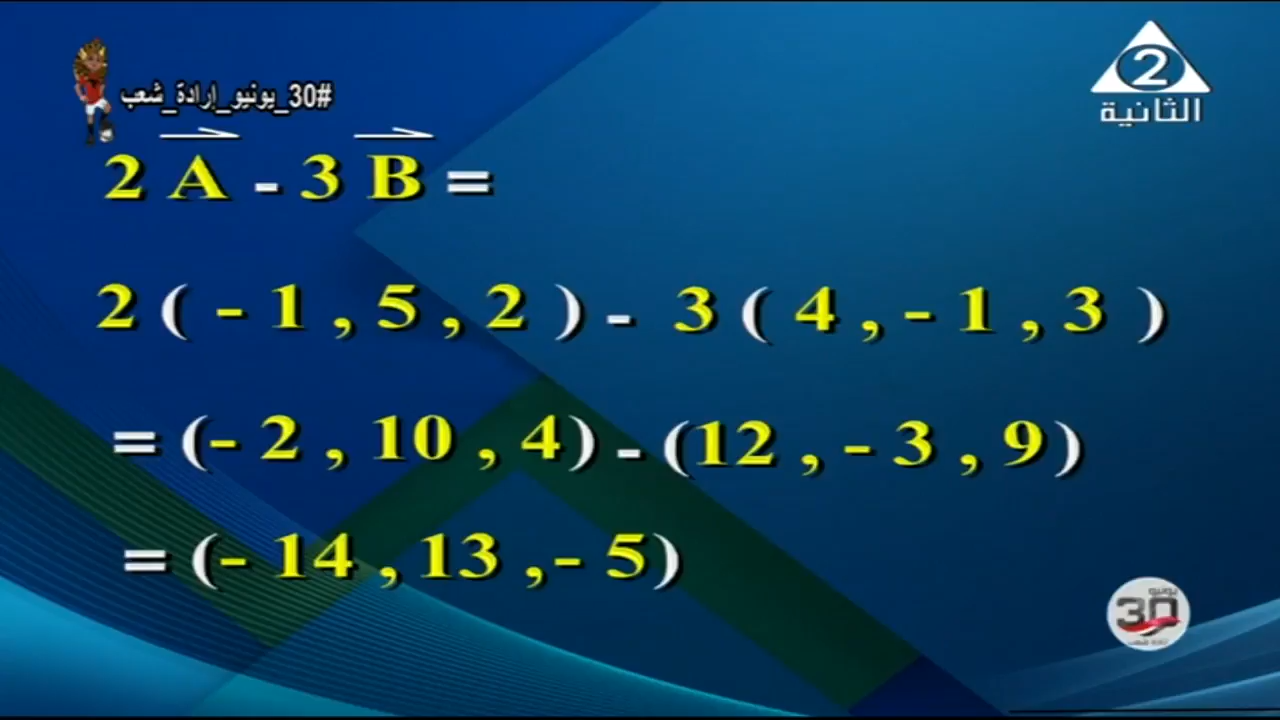 #30_يونيو_إرادة_شعب
2
الثانية
2 A - 3 B =
2 ( - 1 , 5 , 2 ) - 3 ( 4 , - 1 , 3 )
= (- 2 , 10 , 4) - (12 , - 3 , 9)
= (- 14 , 13 , - 5)
يونيو
30